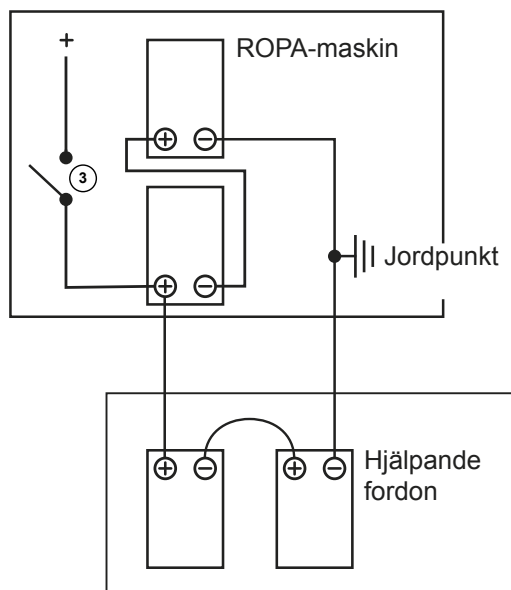 +
ROPA-maskin
+ −
3
Jordpunkt
+ −
+ − + −
Hjälpande
fordon